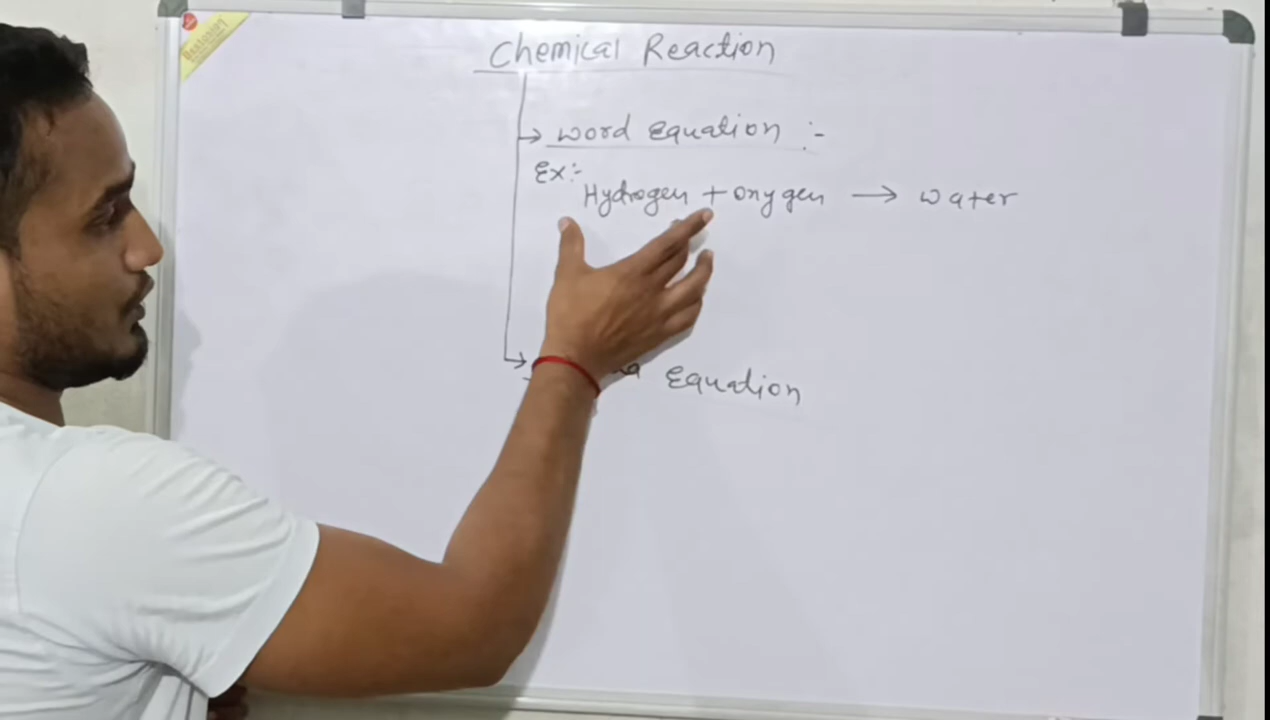 Chemical Reaction
→ word Equation :-
Ex:-
Hydrogen + oxygen → water
→ Equation